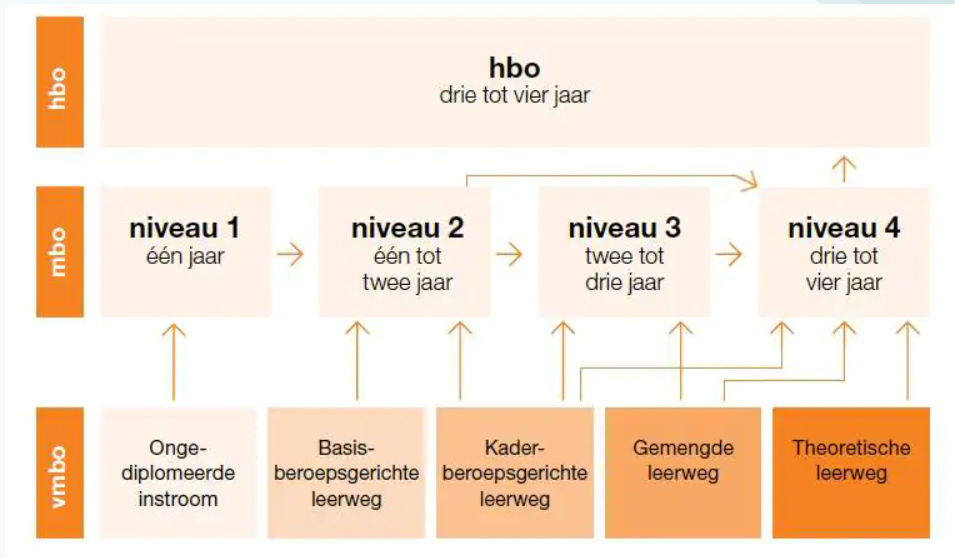 hbo
hbo
drie tot vier jaar
mbo
niveau 1
één jaar
niveau 2
één tot
twee jaar
niveau 3
twee tot
drie jaar
niveau 4
drie tot
vier jaar
vmbo
Onge-
diplomeerde
instroom
Basis-
beroepsgerichte
leerweg
Kader-
beroepsgerichte
leerweg
Gemengde
leerweg
Theoretische
leerweg